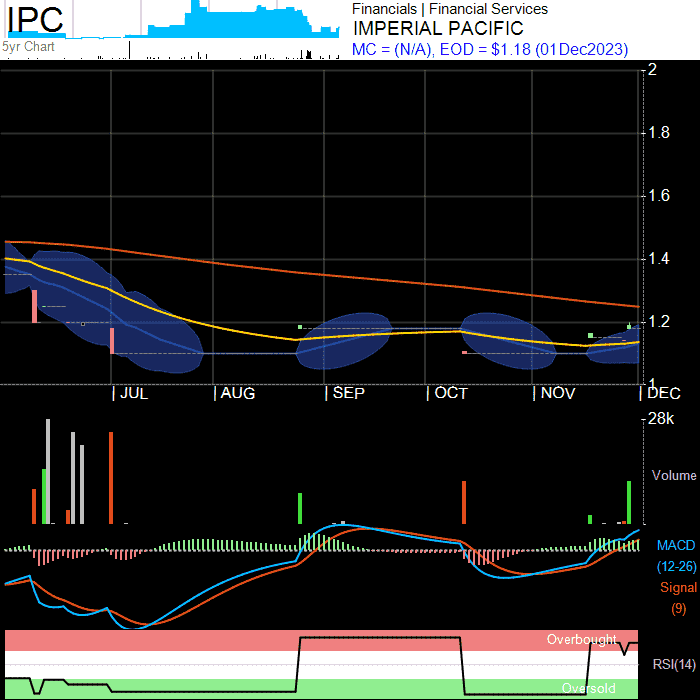 IPC
Financials | Financial Services
IMPERIAL PACIFIC
5yr Chart
MC = (N/A), EOD = $1.18 (01Dec2023)
2
1.8
1.6
1.4
1.2
1
JUL
AUG
SEP
OCT
NOV
DEC
28k
Volume
MACD
(12-26)
Signal
(9)
Overbought
RSI(14)
Oversold